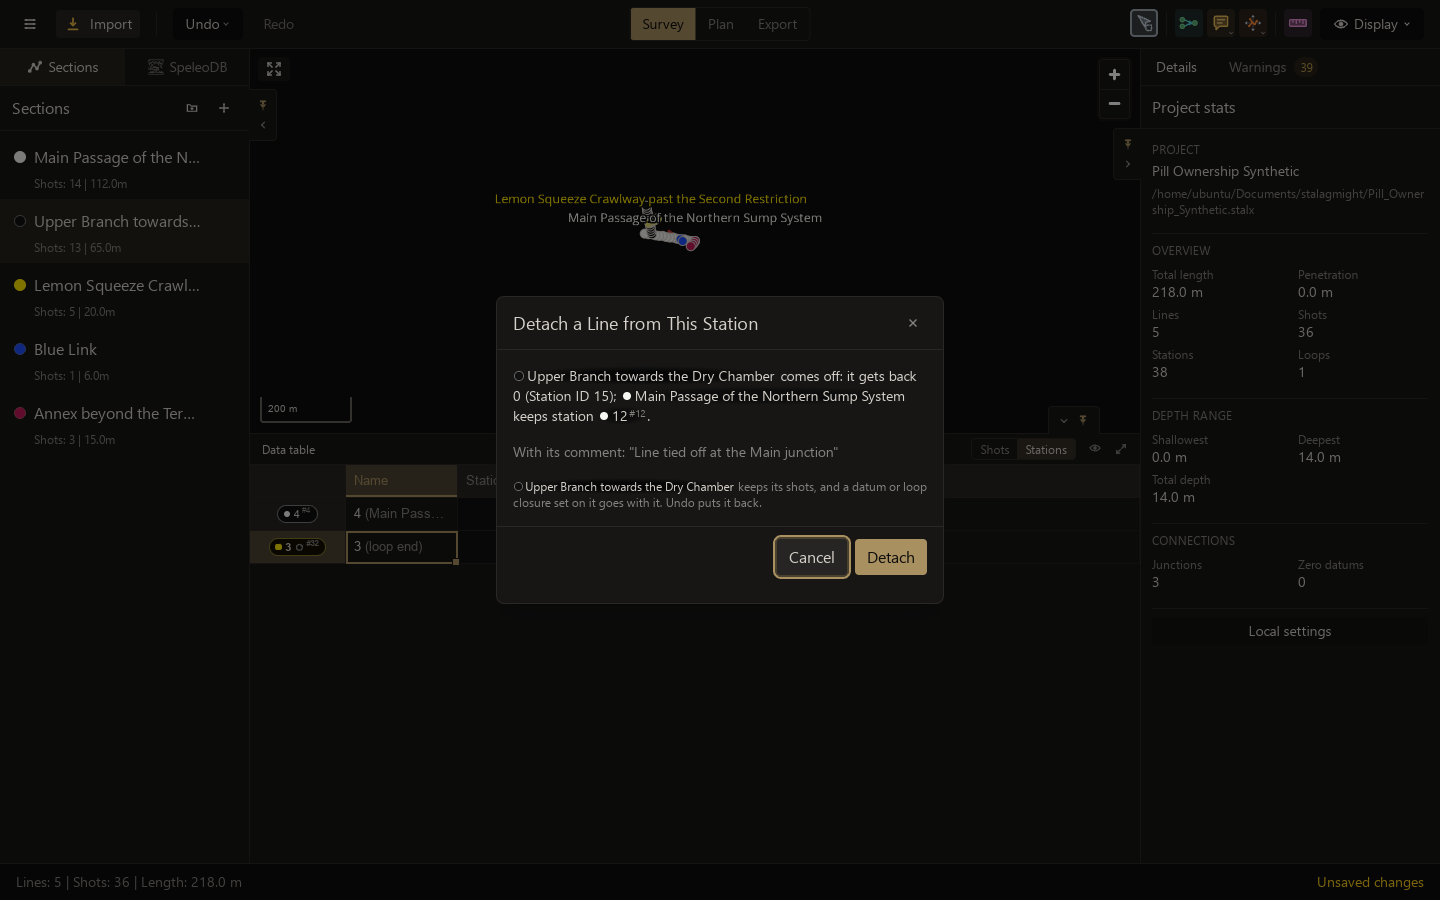 Import
Undo
Redo
Survey
Plan
Export
Display
Sections
SpeleoDB
Details
Warnings 39
Sections
Project stats
Main Passage of the N...
Shots: 14 | 112.0m
Upper Branch towards...
Shots: 13 | 65.0m
Lemon Squeeze Crawl...
Shots: 5 | 20.0m
Blue Link
Shots: 1 | 6.0m
Annex beyond the Ter...
Shots: 3 | 15.0m
Lemon Squeeze Crawlway past the Second Restriction
Main Passage of the Northern Sump System
200 m
PROJECT
Pill Ownership Synthetic
/home/ubuntu/Documents/stalagmight/Pill_Owner
ship_Synthetic.stalx
OVERVIEW
Total length
Penetration
218.0 m
0.0 m
Lines
Shots
5
36
Stations
Loops
38
1
DEPTH RANGE
Shallowest
Deepest
0.0 m
14.0 m
Total depth
14.0 m
CONNECTIONS
Junctions
Zero datums
3
0
Local settings
Detach a Line from This Station
Upper Branch towards the Dry Chamber comes off: it gets back
0 (Station ID 15); Main Passage of the Northern Sump System
keeps station 12 #12.
With its comment: "Line tied off at the Main junction"
Upper Branch towards the Dry Chamber keeps its shots, and a datum or loop
closure set on it goes with it. Undo puts it back.
Cancel
Detach
Data table
Shots
Stations
Name
4 #4
4 (Main Pass...
3 #32
3 (loop end)
Lines: 5 | Shots: 36 | Length: 218.0 m
Unsaved changes